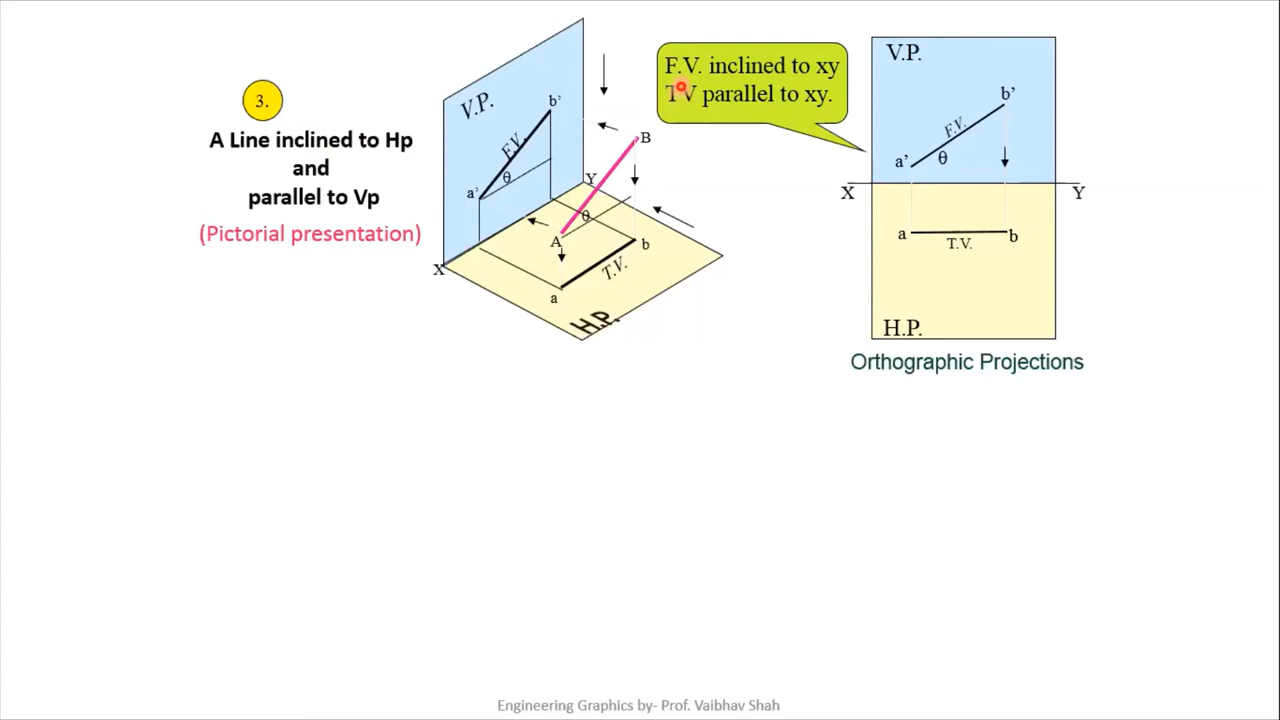 3.
A Line inclined to Hp
and
parallel to Vp
(Pictorial presentation)
V.P.
b'
F.V.
θ
a'
Y
B
θ
A
X
b
T.V.
a
H.P.
F.V. inclined to xy
TV parallel to xy.
V.P.
b'
F.V.
a'
θ
X
Y
a
b
T.V.
H.P.
Orthographic Projections
Engineering Graphics by- Prof. Vaibhav Shah